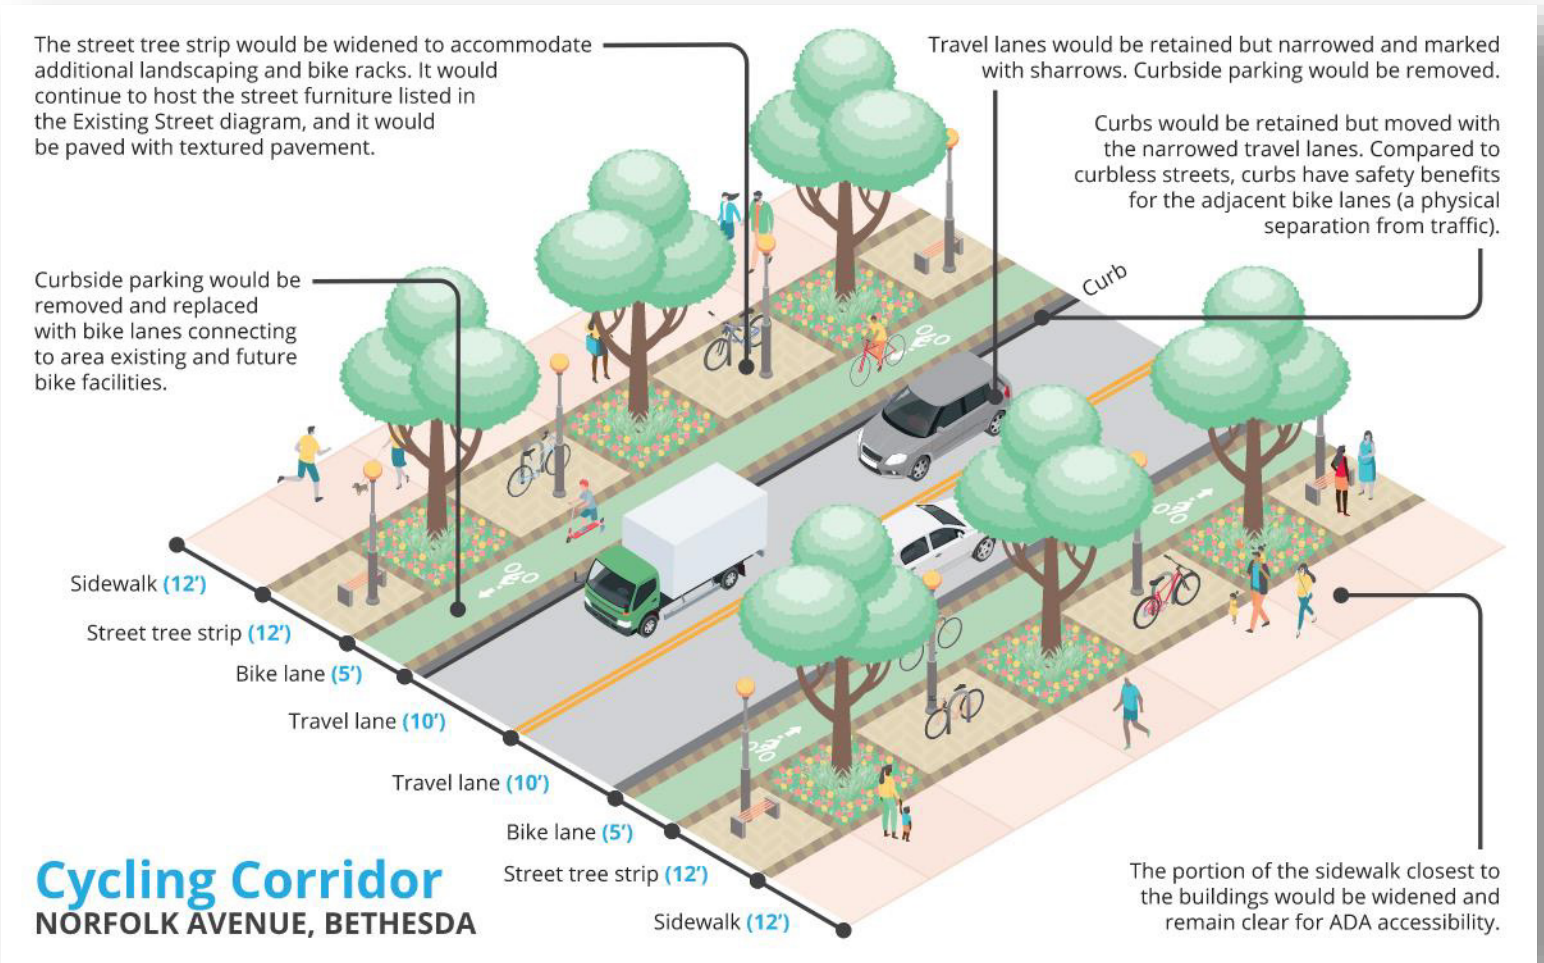 The street tree strip would be widened to accommodate
additional landscaping and bike racks. It would
continue to host the street furniture listed in
the Existing Street diagram, and it would
be paved with textured pavement.
Travel lanes would be retained but narrowed and marked
with sharrows. Curbside parking would be removed.
Curbs would be retained but moved with
the narrowed travel lanes. Compared to
curbless streets, curbs have safety benefits
for the adjacent bike lanes (a physical
separation from traffic).
Curbside parking would be
removed and replaced
with bike lanes connecting
to area existing and future
bike facilities.
Curb
Sidewalk (12’)
Street tree strip (12’)
Bike lane (5’)
Travel lane (10’)
Travel lane (10’)
Bike lane (5’)
Street tree strip (12’)
Sidewalk (12’)
The portion of the sidewalk closest to
the buildings would be widened and
remain clear for ADA accessibility.
Cycling Corridor
NORFOLK AVENUE, BETHESDA